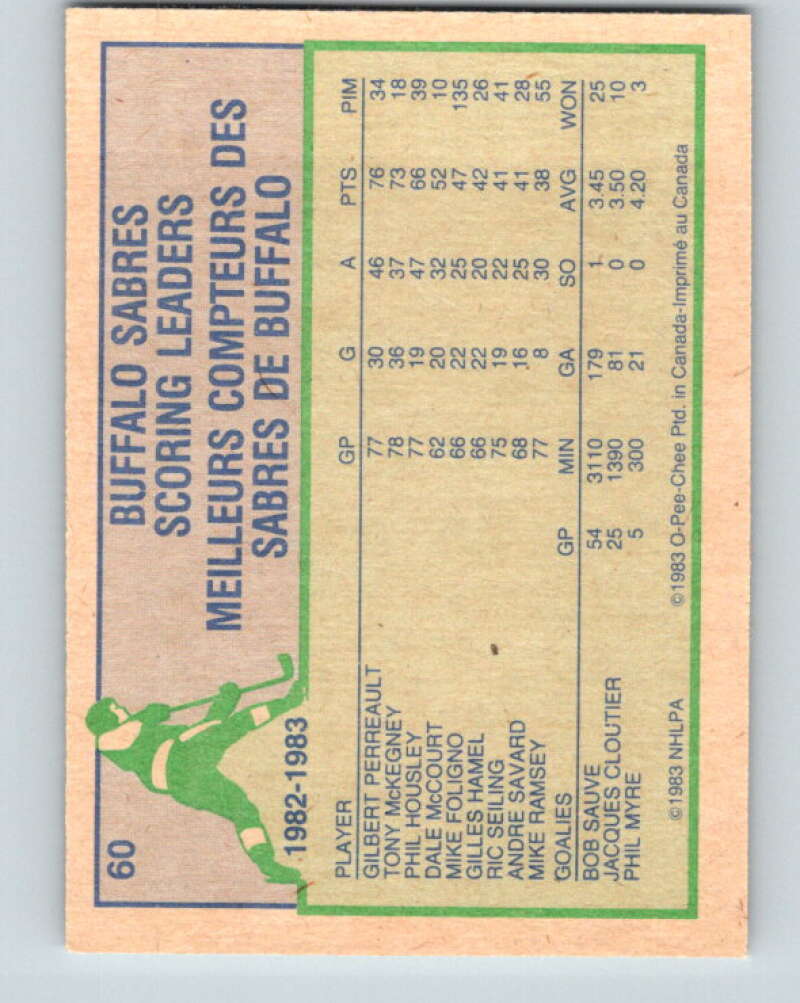 60
BUFFALO SABRES
SCORING LEADERS
MEILLEURS COMPTEURS DES
SABRES DE BUFFALO
1982-1983
PLAYER GP G A PTS. PIM
GILBERT PERREAULT 77 30 46 76 34
TONY McKEGNEY 78 36 37 73 18
PHIL HOUSLEY 77 19 47 66 39
DALE McCOURT 62 20 32 52 10
MIKE FOLIGNO 66 22 25 47 135
GILLES HAMEL 66 22 20 42 26
RIC SEILING 75 19 22 41 41
ANDRE SAVARD 68 16 25 41 28
MIKE RAMSEY 77 8 30 38 55
GOALIES GP MIN GA SO AVG WON
BOB SAUVE 54 3110 179 1 3.45 25
JACQUES CLOUTIER 25 1390 81 0 3.50 10
PHIL MYRE 5 300 21 0 4.20 3
©1983 NHLPA ©1983 O-Pee-Chee Ptd. in Canada-Imprimé au Canada